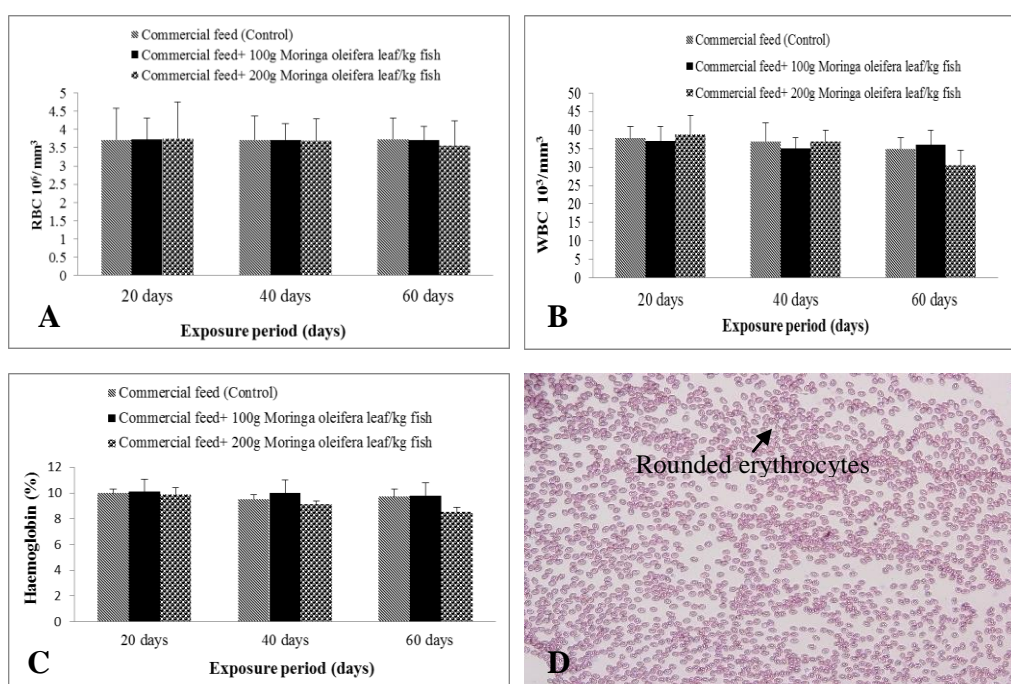 Commercial feed (Control)
Commercial feed+ 100g Moringa oleifera leaf/kg fish
Commercial feed+ 200g Moringa oleifera leaf/kg fish
RBC 10⁶/ mm³
5
4.5
4
3.5
3
2.5
2
1.5
1
0.5
0
20 days
40 days
60 days
Exposure period (days)
A
Commercial feed (Control)
Commercial feed+ 100g Moringa oleifera leaf/kg fish
Commercial feed+ 200g Moringa oleifera leaf/kg fish
WBC 10³/mm³
50
45
40
35
30
25
20
15
10
5
0
20 days
40 days
60 days
Exposure period (days)
B
Commercial feed (Control)
Commercial feed+ 100g Moringa oleifera leaf/kg fish
Commercial feed+ 200g Moringa oleifera leaf/kg fish
Haemoglobin (%)
12
10
8
6
4
2
0
20 days
40 days
60 days
Exposure period (days)
C
Rounded erythrocytes
D